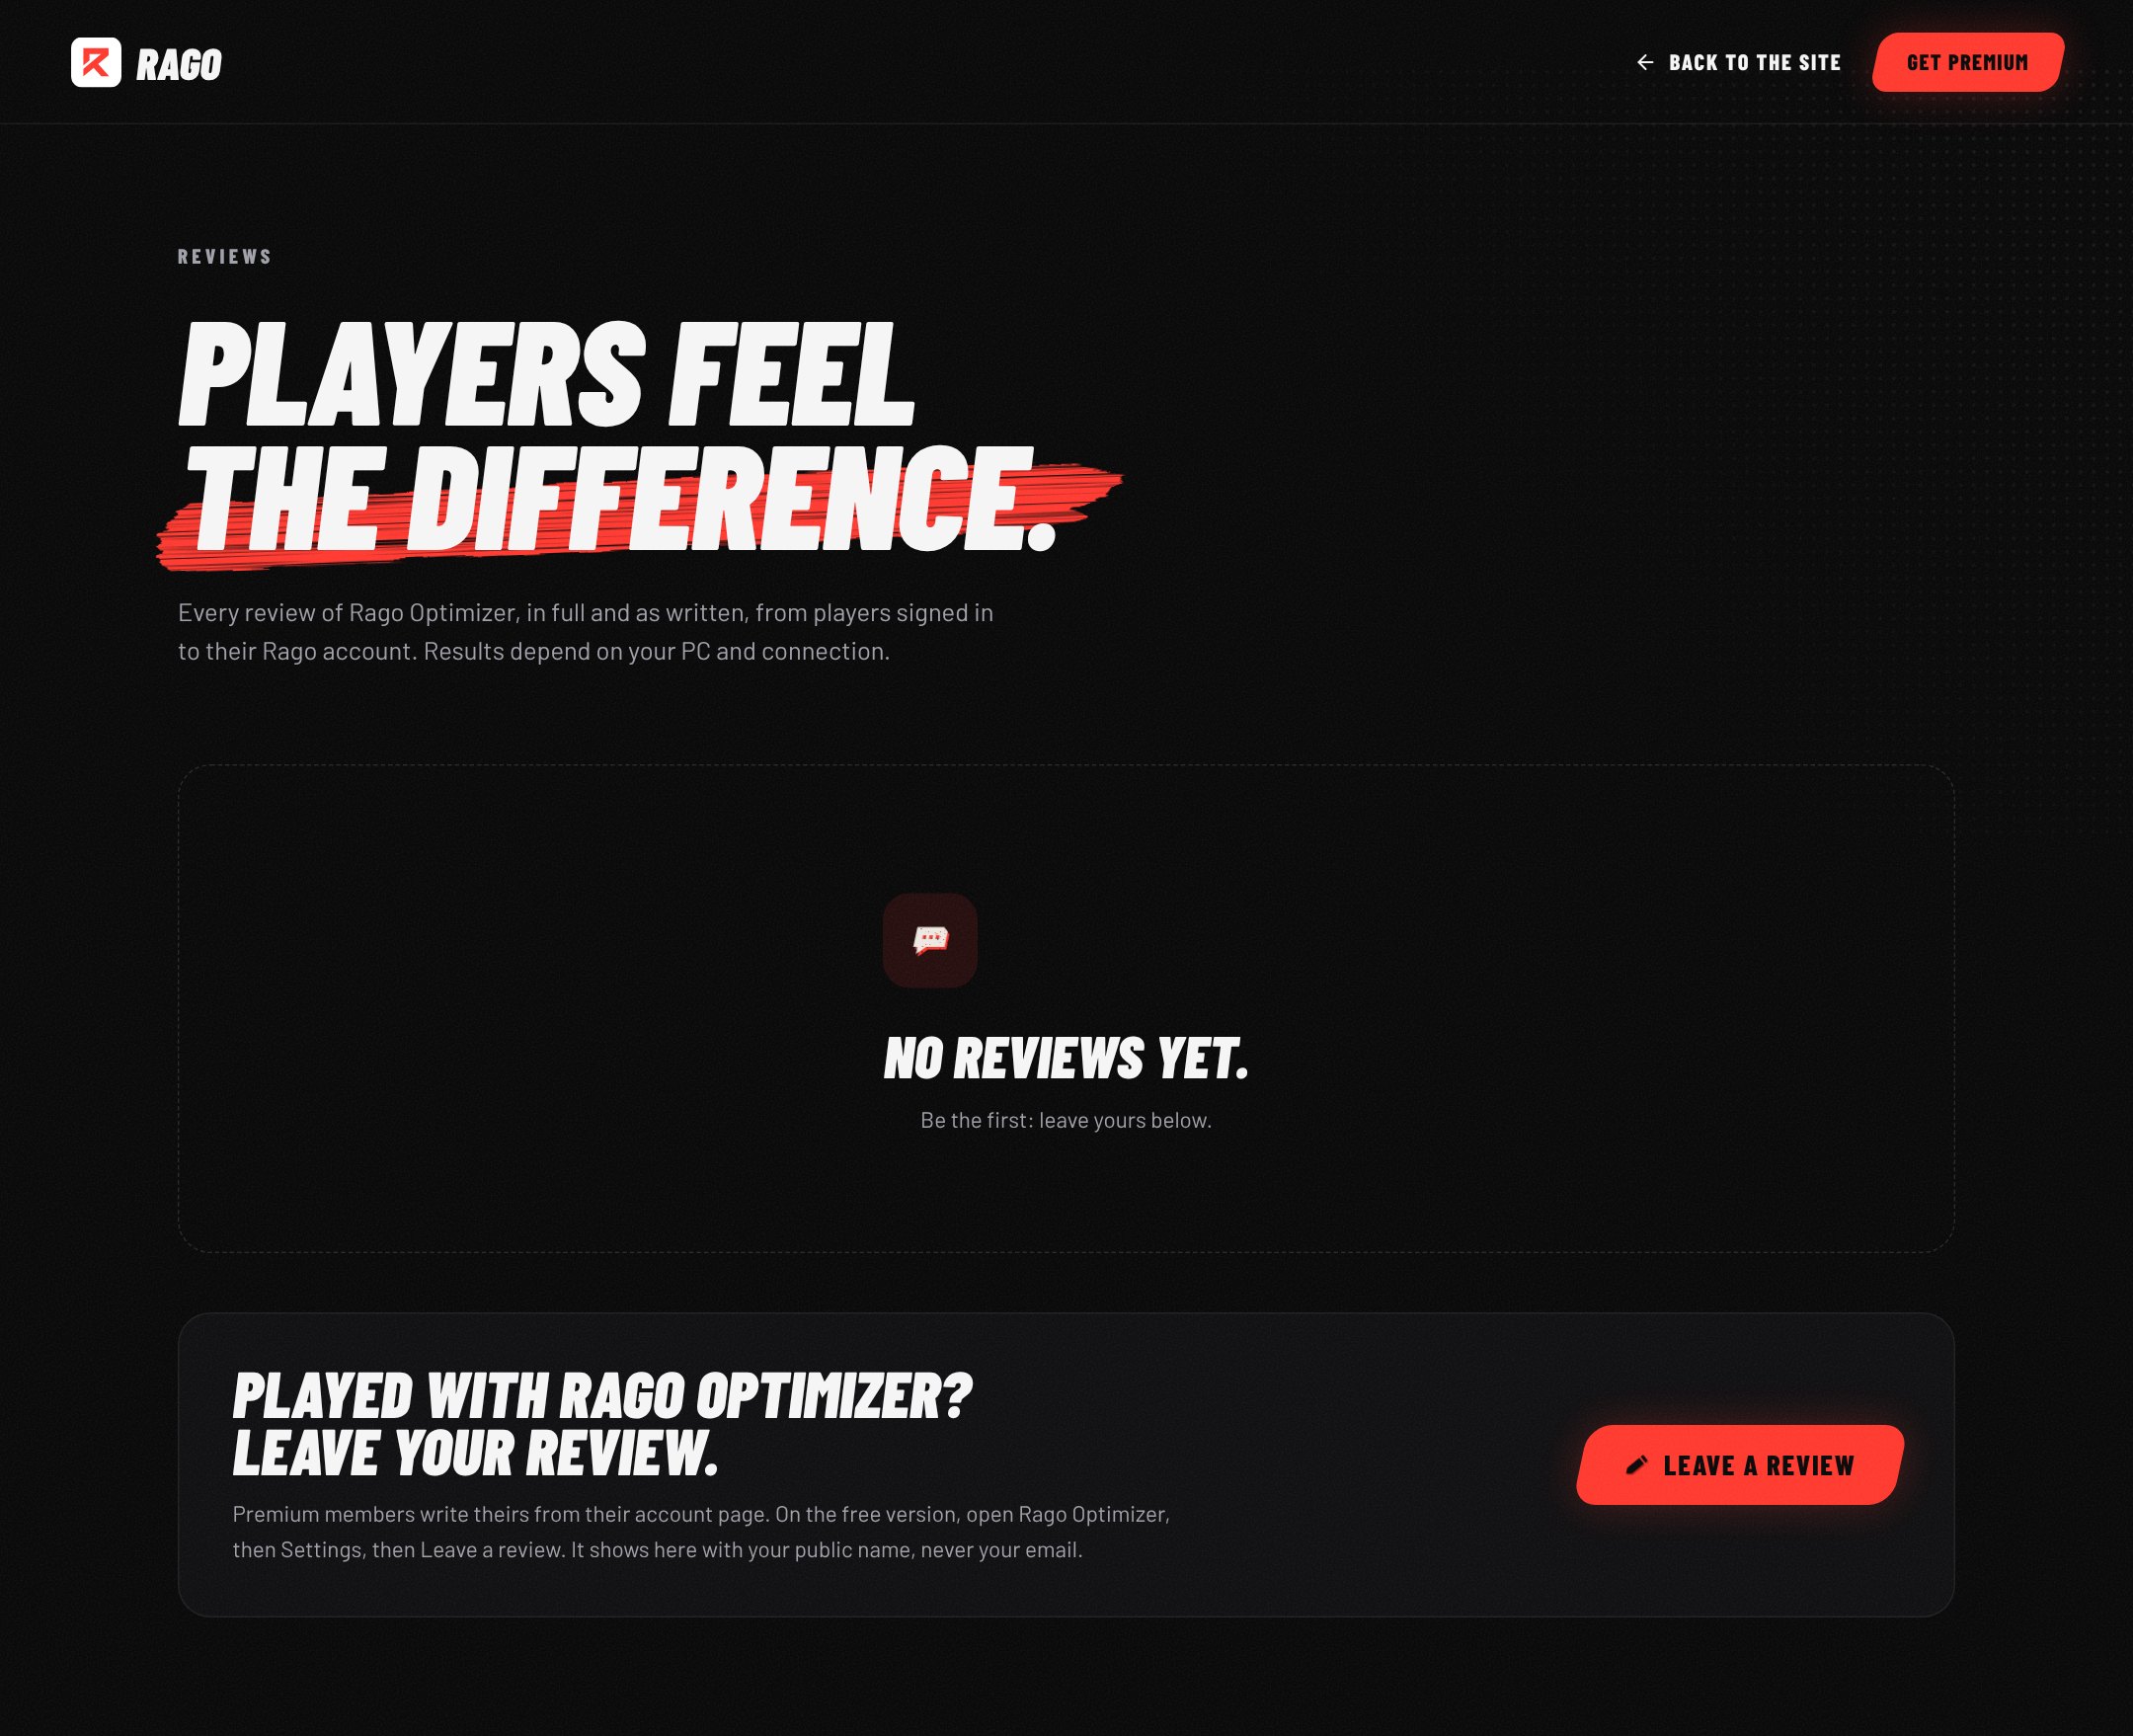 RAGO
BACK TO THE SITE
GET PREMIUM
REVIEWS
PLAYERS FEEL
THE DIFFERENCE.
Every review of Rago Optimizer, in full and as written, from players signed in
to their Rago account. Results depend on your PC and connection.
NO REVIEWS YET.
Be the first: leave yours below.
PLAYED WITH RAGO OPTIMIZER?
LEAVE YOUR REVIEW.
Premium members write theirs from their account page. On the free version, open Rago Optimizer,
then Settings, then Leave a review. It shows here with your public name, never your email.
LEAVE A REVIEW